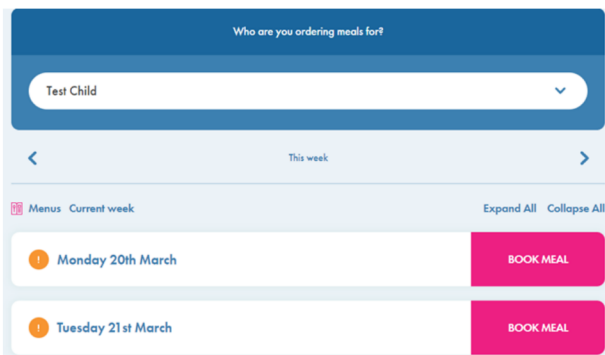 Who are you ordering meals for?
Test Child
This week
Menus Current week Expand All Collapse All
! Monday 20th March BOOK MEAL
! Tuesday 21st March BOOK MEAL